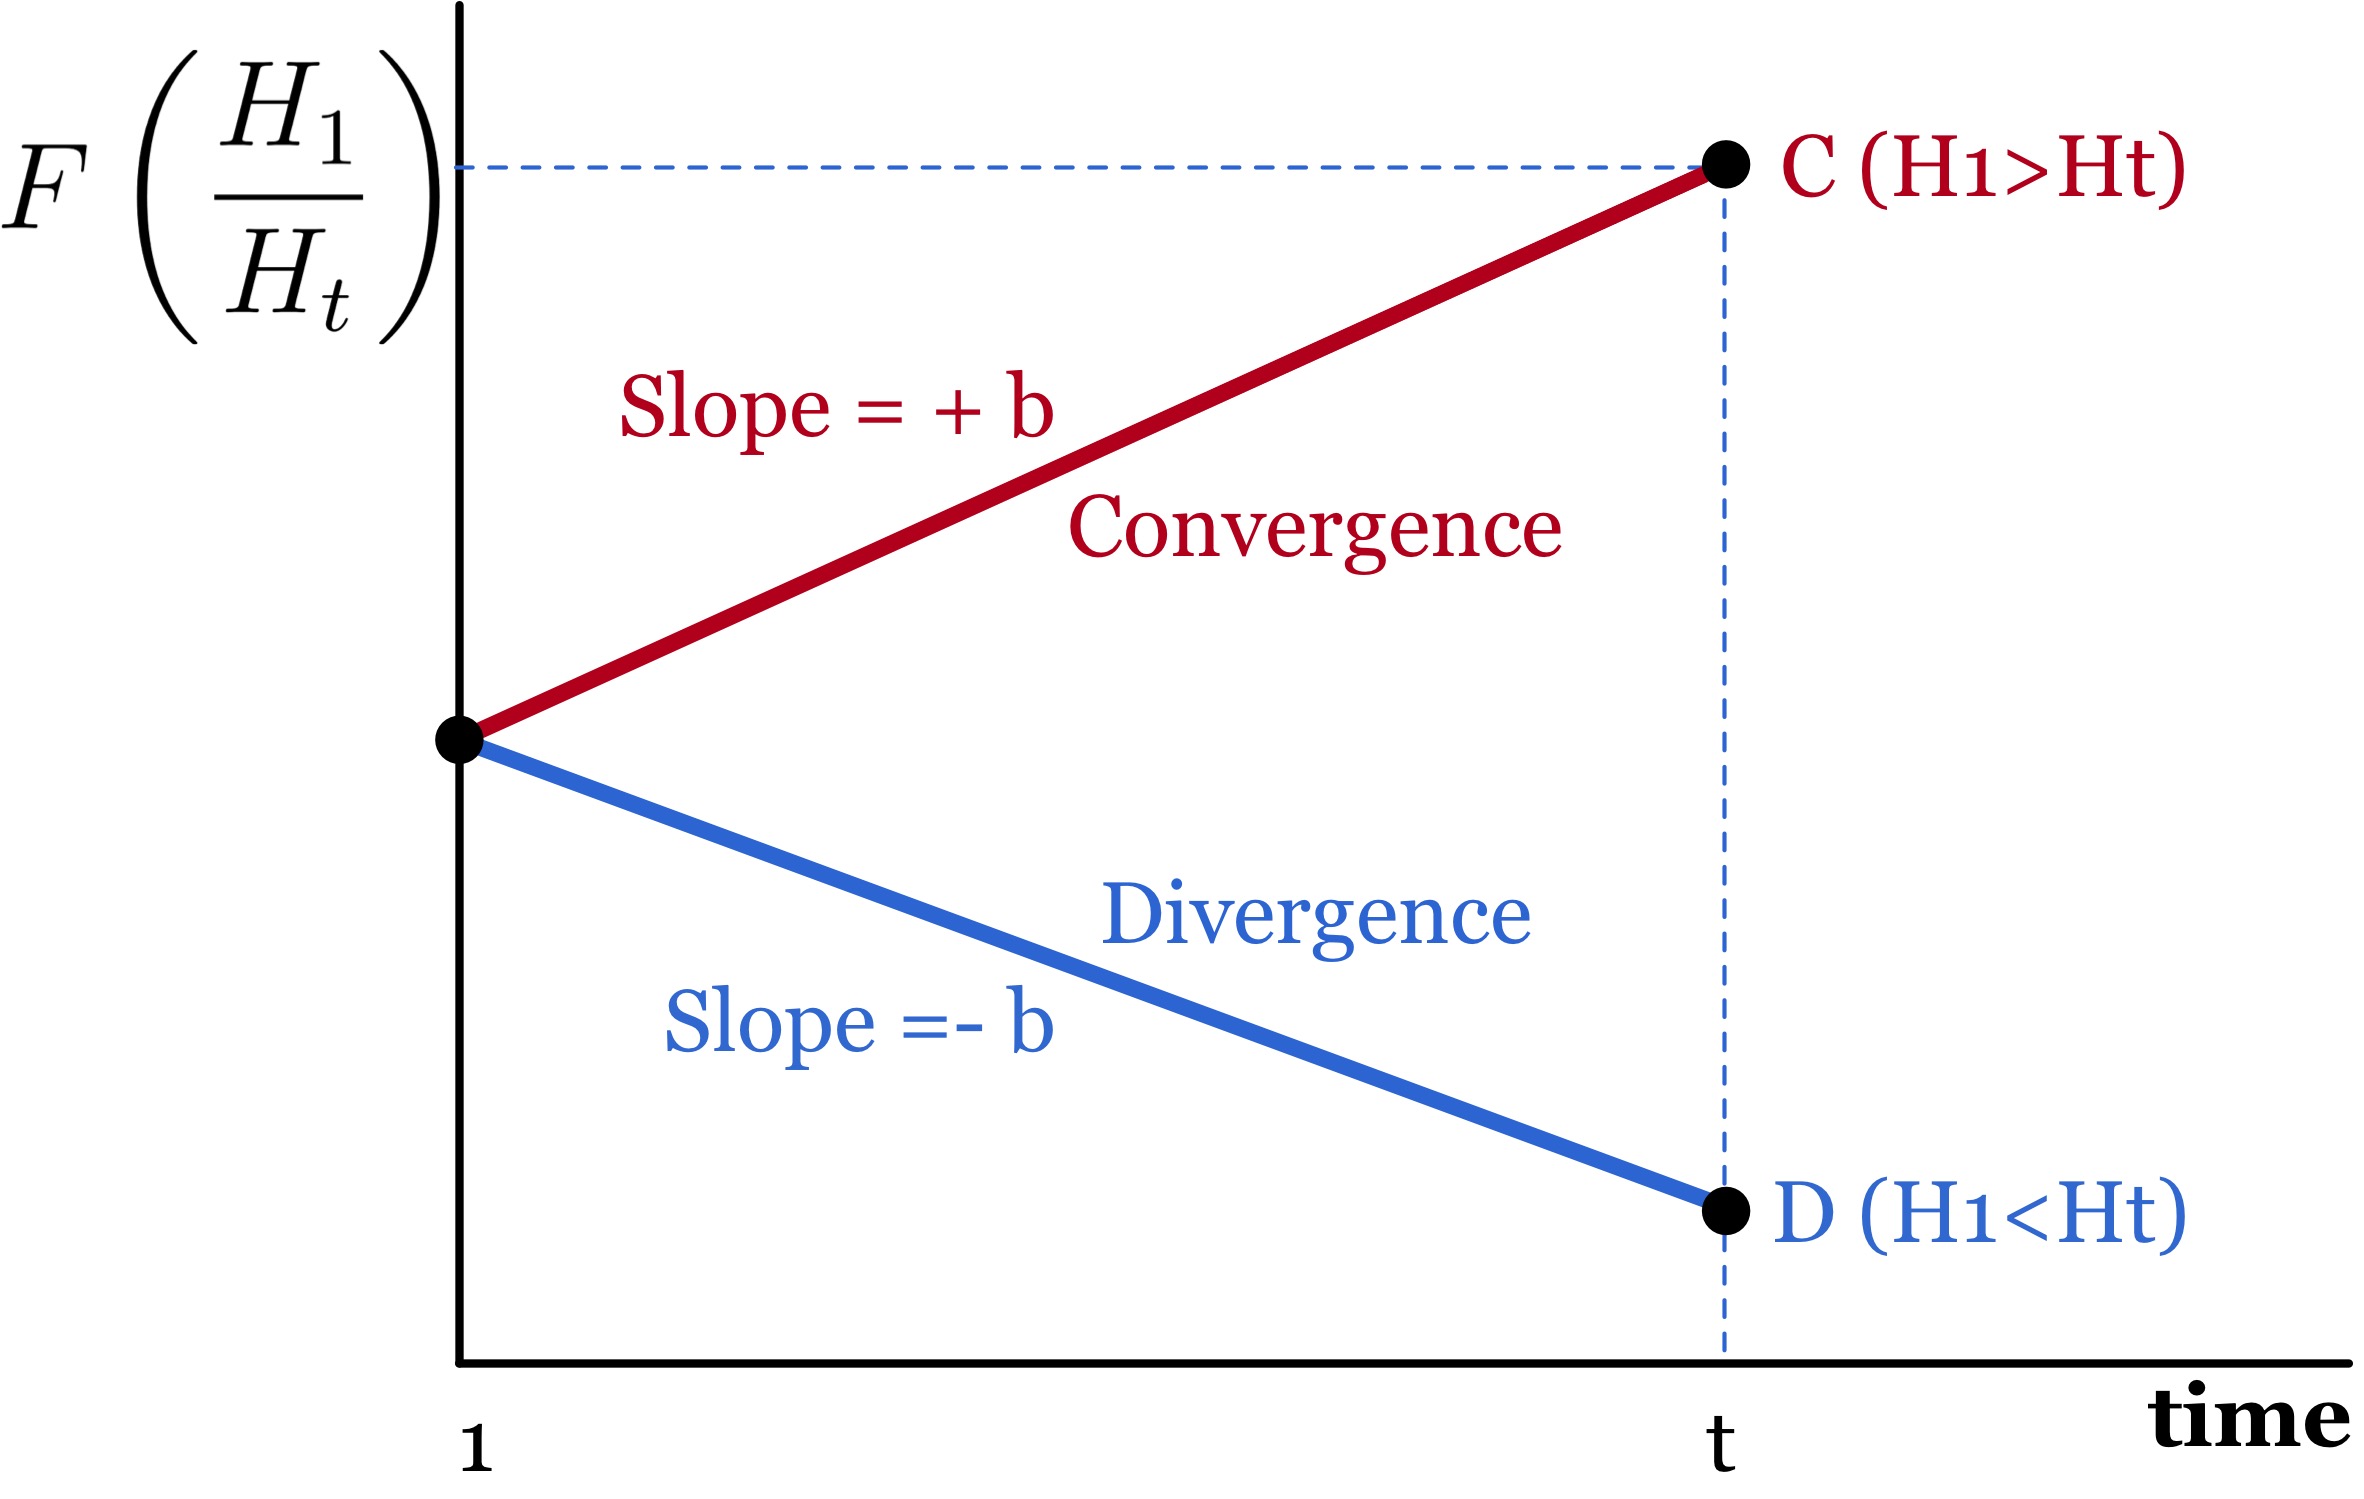 F(H₁/Hₜ)
C (H1>Ht)
Slope = + b
Convergence
Divergence
Slope =- b
D (H1<Ht)
time
1
t